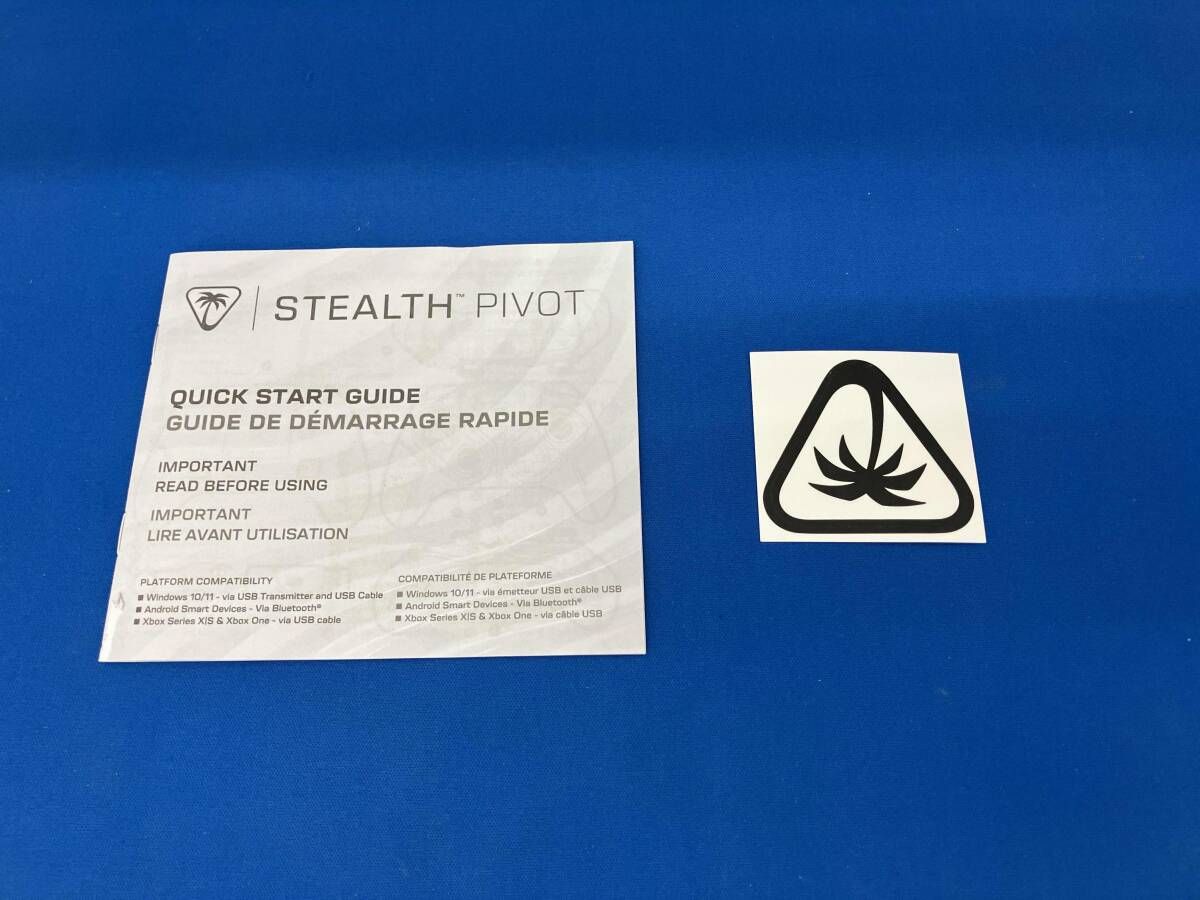 STEALTH™ PIVOT
QUICK START GUIDE
GUIDE DE DÉMARRAGE RAPIDE
IMPORTANT
READ BEFORE USING
IMPORTANT
LIRE AVANT UTILISATION
PLATFORM COMPATIBILITY
■ Windows 10/11 - via USB Transmitter and USB Cable
■ Android Smart Devices - Via Bluetooth®
■ Xbox Series X|S & Xbox One - via USB cable
COMPATIBILITÉ DE PLATEFORME
■ Windows 10/11 - via émetteur USB et câble USB
■ Android Smart Devices - Via Bluetooth®
■ Xbox Series X|S & Xbox One - via câble USB